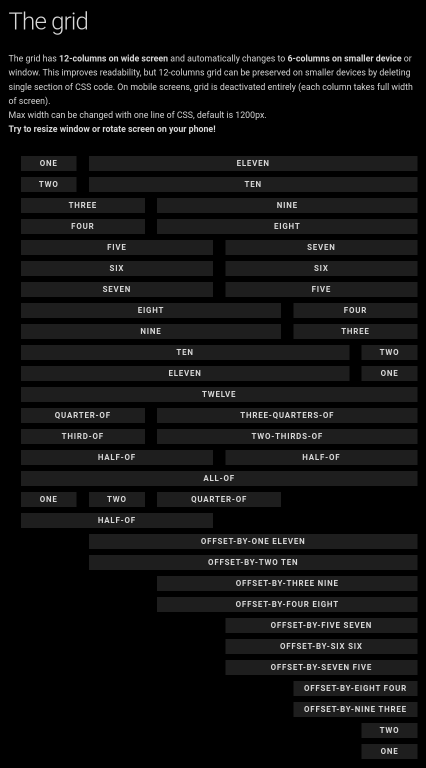 The grid
The grid has 12-columns on wide screen and automatically changes to 6-columns on smaller device or
window. This improves readability, but 12-columns grid can be preserved on smaller devices by deleting
single section of CSS code. On mobile screens, grid is deactivated entirely (each column takes full width
of screen).
Max width can be changed with one line of CSS, default is 1200px.
Try to resize window or rotate screen on your phone!
ONE ELEVEN
TWO TEN
THREE NINE
FOUR EIGHT
FIVE SEVEN
SIX SIX
SEVEN FIVE
EIGHT FOUR
NINE THREE
TEN TWO
ELEVEN ONE
TWELVE
QUARTER-OF THREE-QUARTERS-OF
THIRD-OF TWO-THIRDS-OF
HALF-OF HALF-OF
ALL-OF
ONE TWO QUARTER-OF
HALF-OF
OFFSET-BY-ONE ELEVEN
OFFSET-BY-TWO TEN
OFFSET-BY-THREE NINE
OFFSET-BY-FOUR EIGHT
OFFSET-BY-FIVE SEVEN
OFFSET-BY-SIX SIX
OFFSET-BY-SEVEN FIVE
OFFSET-BY-EIGHT FOUR
OFFSET-BY-NINE THREE
TWO
ONE